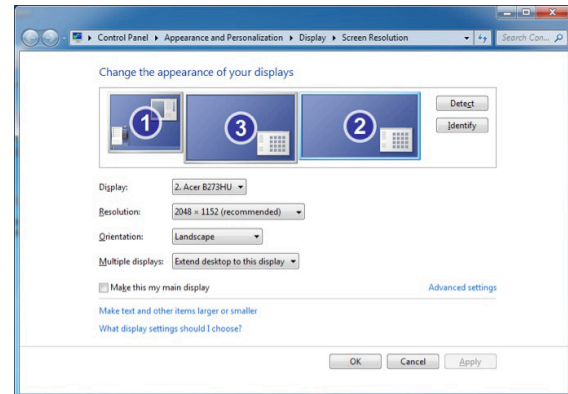 Control Panel ▸ Appearance and Personalization ▸ Display ▸ Screen Resolution
Search Con...
Change the appearance of your displays
1
3
2
Detect
Identify
Display: 2. Acer B273HU
Resolution: 2048 × 1152 (recommended)
Orientation: Landscape
Multiple displays: Extend desktop to this display
Make this my main display
Advanced settings
Make text and other items larger or smaller
What display settings should I choose?
OK Cancel Apply